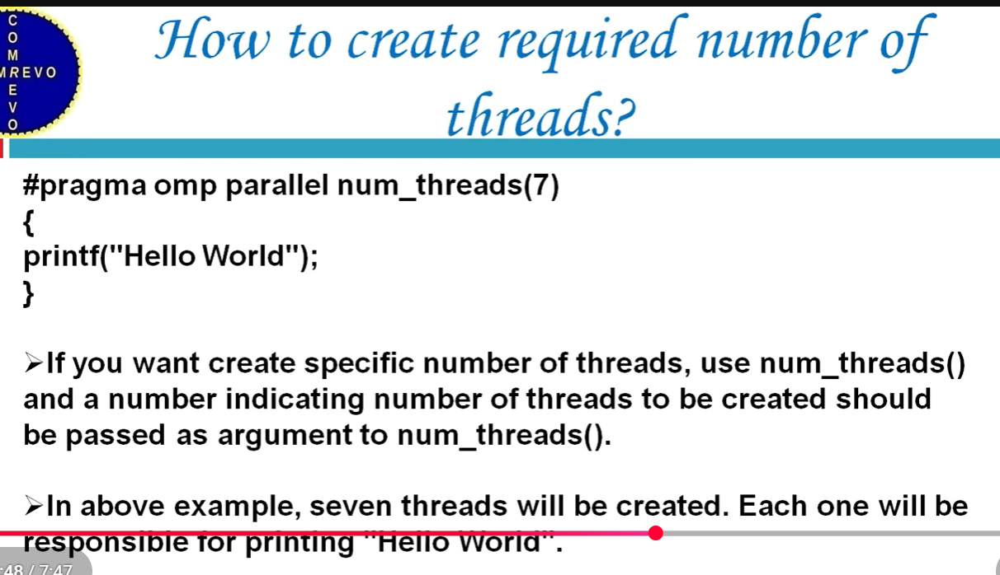 C
O
M
MREVO
E
V
O
How to create required number of
threads?
#pragma omp parallel num_threads(7)
{
printf("Hello World");
}
➢If you want create specific number of threads, use num_threads()
and a number indicating number of threads to be created should
be passed as argument to num_threads().
➢In above example, seven threads will be created. Each one will be
responsible for printing "Hello World".
:48 / 7:47